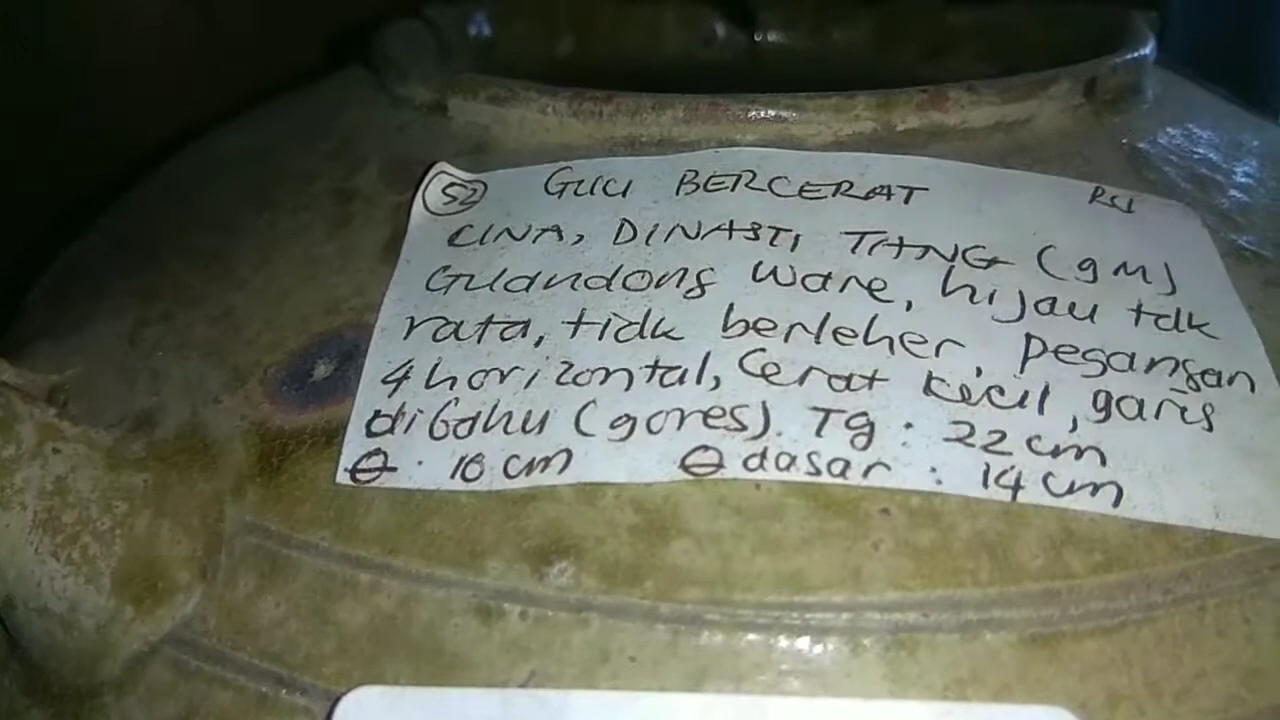 52 GUCI BERCERAT
CINA, DINASTI TANG (9M)
Guandong Ware, hijau tdk
rata, tidk berleher, pegangan
4 horizontal, Cerat kecil, garis
dibahu (gores). Tg : 22 cm
Ꮎ : 10 cm Ꮎ dasar : 14 cm